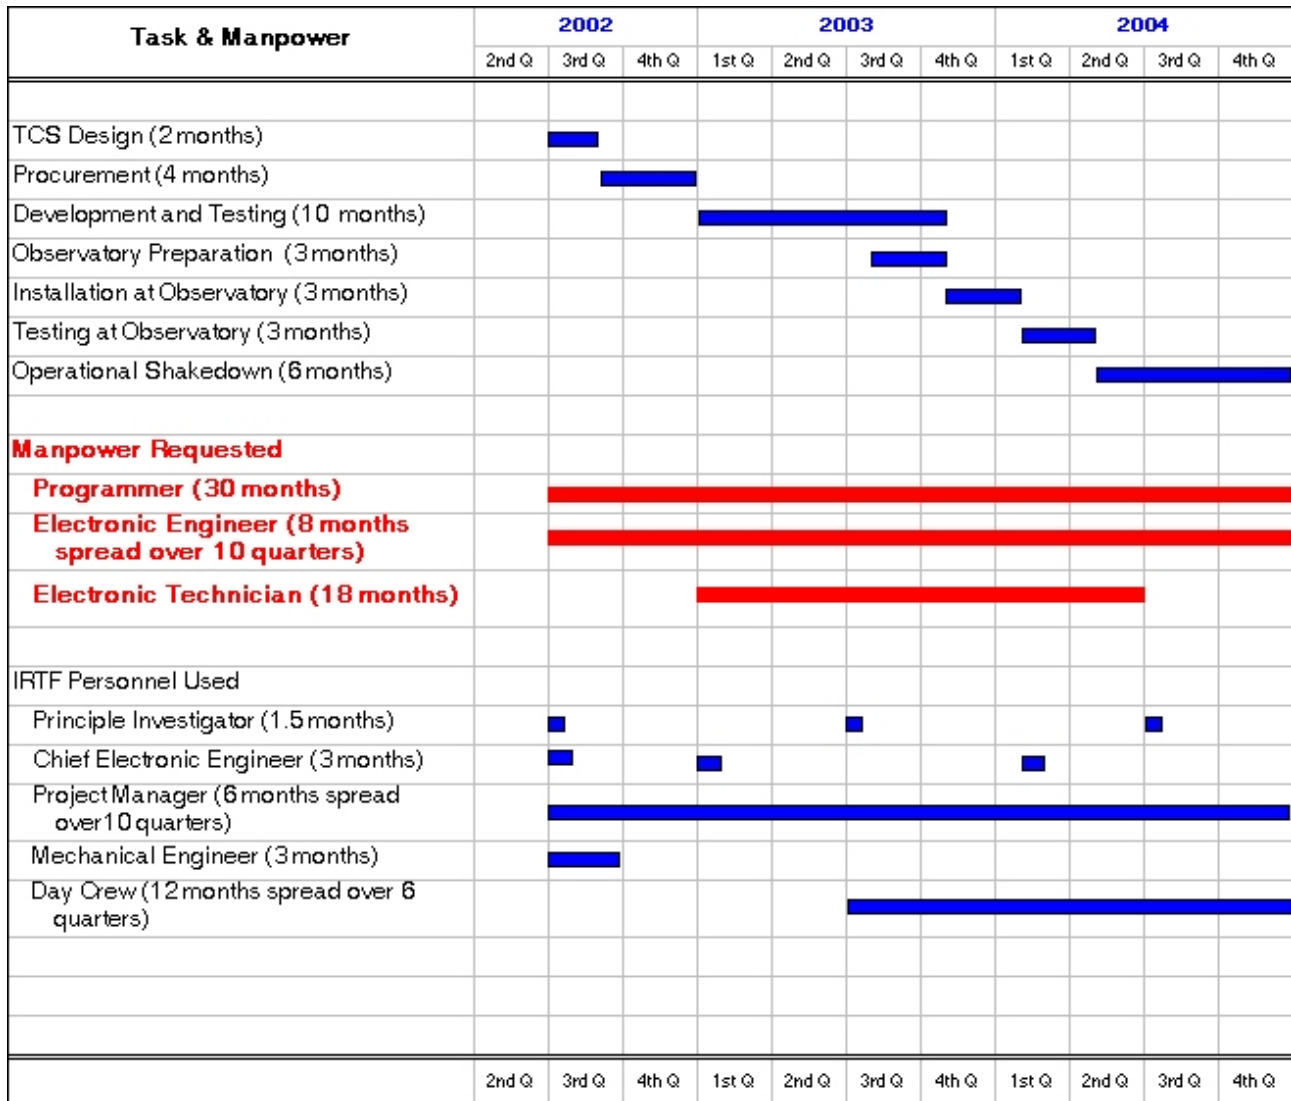 Task & Manpower
2002 2003 2004
2nd Q 3rd Q 4th Q 1st Q 2nd Q 3rd Q 4th Q 1st Q 2nd Q 3rd Q 4th Q
TCS Design (2 months)
Procurement (4 months)
Development and Testing (10 months)
Observatory Preparation (3 months)
Installation at Observatory (3 months)
Testing at Observatory (3 months)
Operational Shakedown (6 months)
Manpower Requested
Programmer (30 months)
Electronic Engineer (8 months
spread over 10 quarters)
Electronic Technician (18 months)
IRTF Personnel Used
Principle Investigator (1.5 months)
Chief Electronic Engineer (3 months)
Project Manager (6 months spread
over 10 quarters)
Mechanical Engineer (3 months)
Day Crew (12 months spread over 6
quarters)
2nd Q 3rd Q 4th Q 1st Q 2nd Q 3rd Q 4th Q 1st Q 2nd Q 3rd Q 4th Q